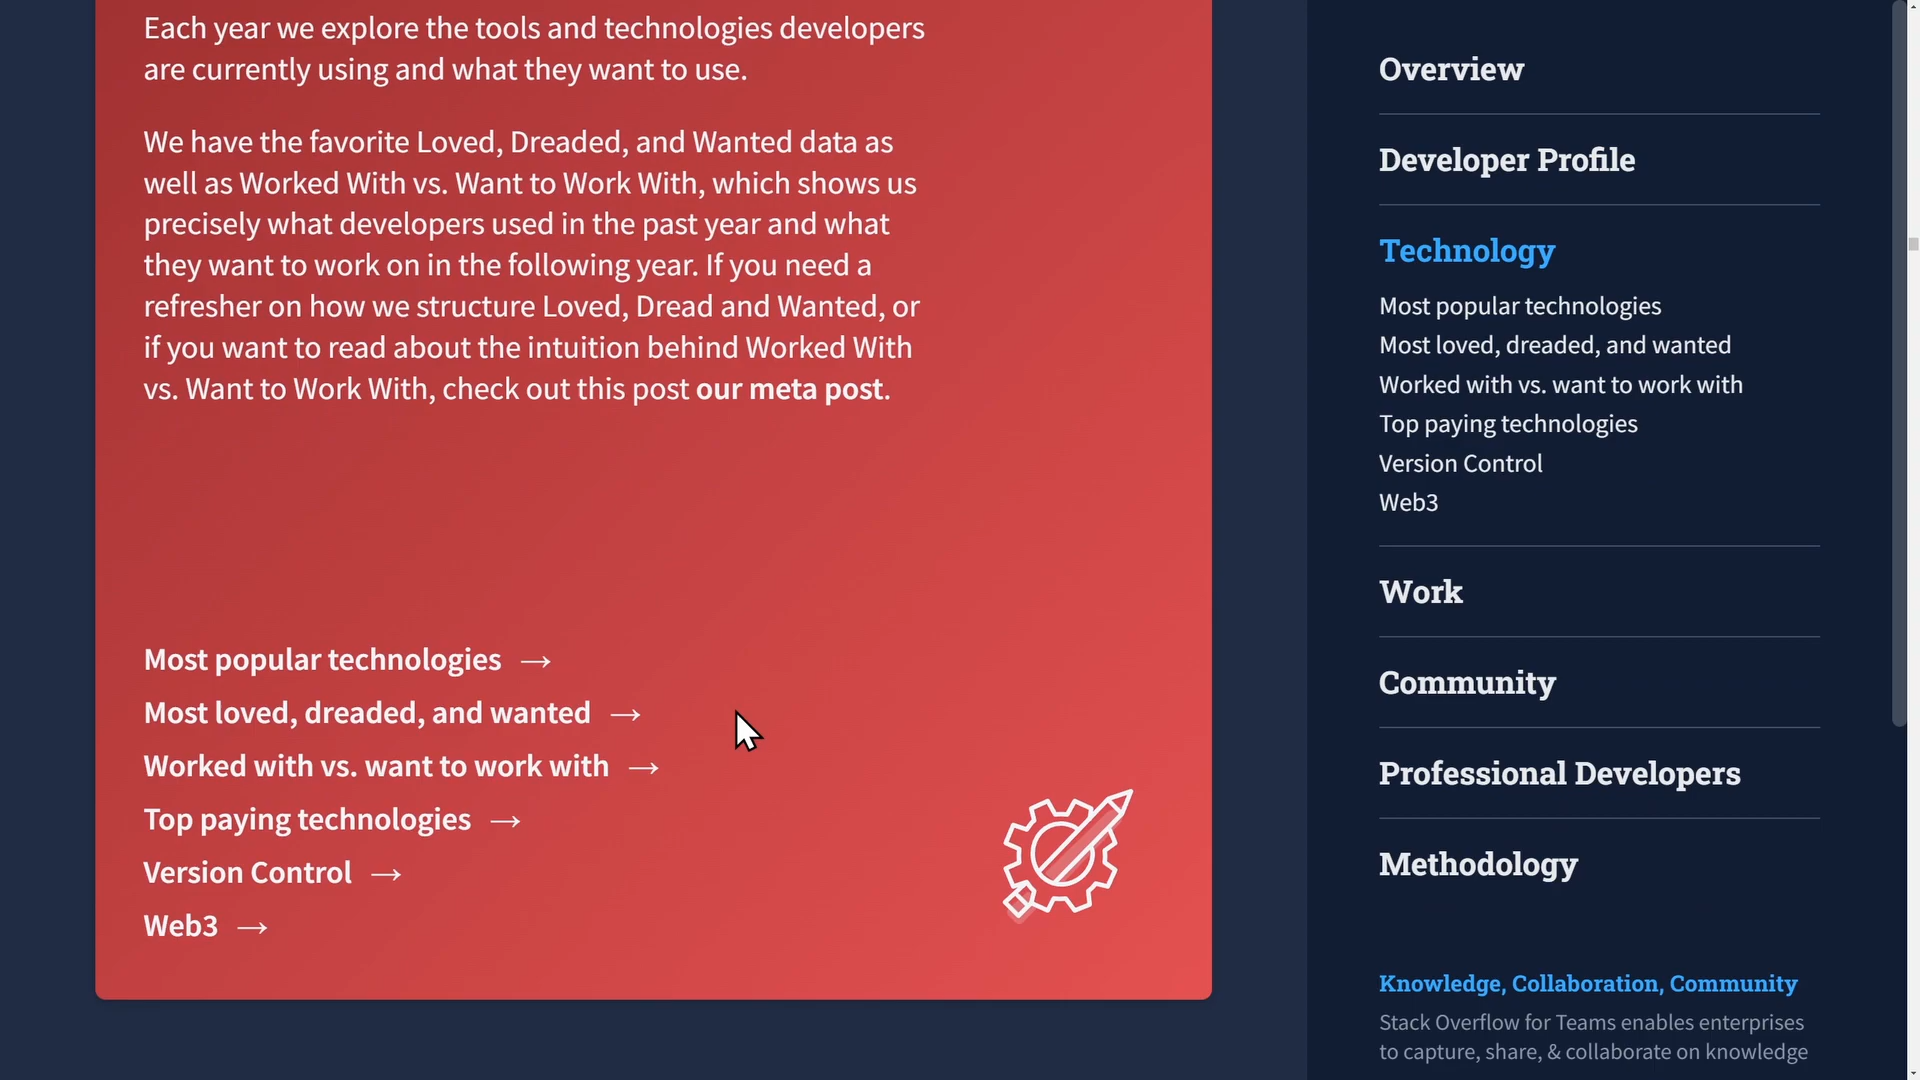 Each year we explore the tools and technologies developers
are currently using and what they want to use.
We have the favorite Loved, Dreaded, and Wanted data as
well as Worked With vs. Want to Work With, which shows us
precisely what developers used in the past year and what
they want to work on in the following year. If you need a
refresher on how we structure Loved, Dread and Wanted, or
if you want to read about the intuition behind Worked With
vs. Want to Work With, check out this post our meta post.
Most popular technologies →
Most loved, dreaded, and wanted →
Worked with vs. want to work with →
Top paying technologies →
Version Control →
Web3 →
Overview
Developer Profile
Technology
Most popular technologies
Most loved, dreaded, and wanted
Worked with vs. want to work with
Top paying technologies
Version Control
Web3
Work
Community
Professional Developers
Methodology
Knowledge, Collaboration, Community
Stack Overflow for Teams enables enterprises
to capture, share, & collaborate on knowledge